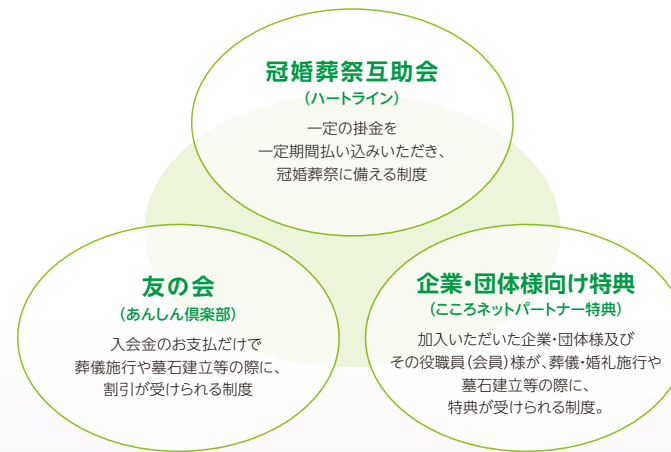 冠婚葬祭互助会
(ハートライン)
一定の掛金を
一定期間払い込みいただき、
冠婚葬祭に備える制度
友の会
(あんしん倶楽部)
入会金のお支払だけで
葬儀施行や墓石建立等の際に、
割引が受けられる制度
企業・団体様向け特典
(こころネットパートナー特典)
加入いただいた企業・団体様及び
その役職員(会員)様が、葬儀・婚礼施行や
墓石建立等の際に、
特典が受けられる制度。